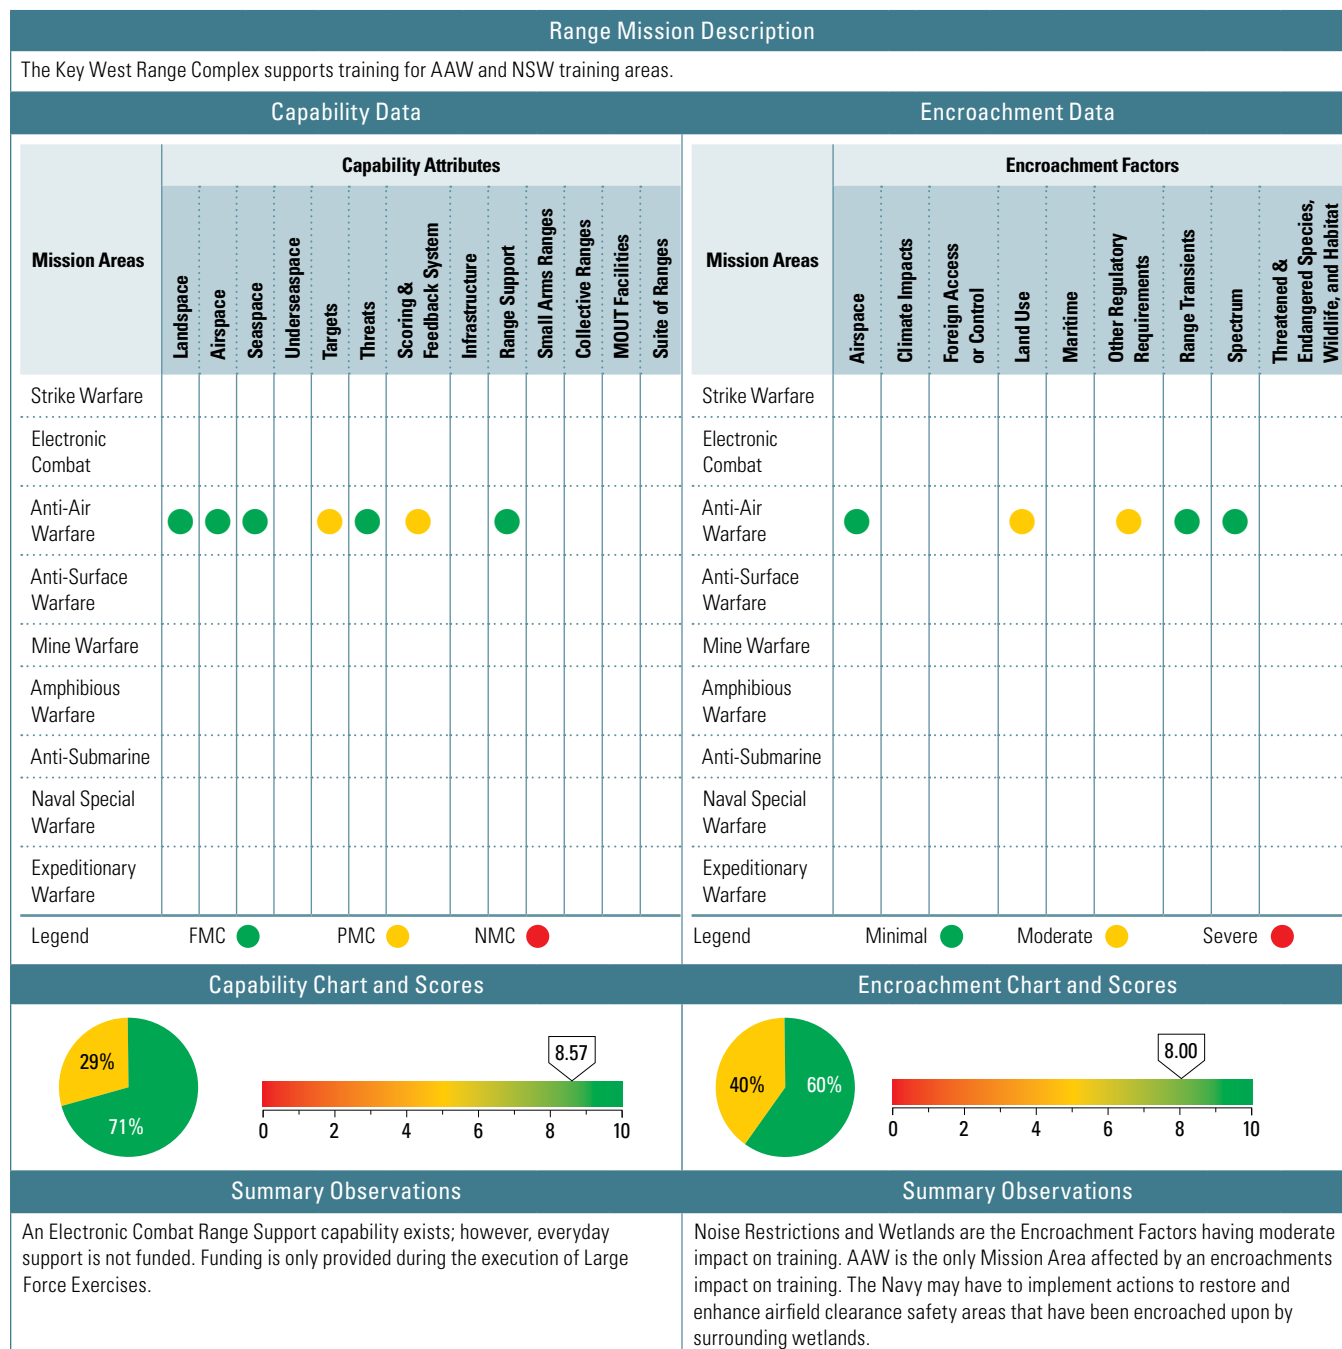 Range Mission Description
The Key West Range Complex supports training for AAW and NSW training areas.
Capability Data
Mission Areas
Capability Attributes
Landspace
Airspace
Seaspace
Underseaspace
Targets
Threats
Scoring &
Feedback System
Infrastructure
Range Support
Small Arms Ranges
Collective Ranges
MOUT Facilities
Suite of Ranges
Strike Warfare
Electronic
Combat
Anti-Air
Warfare
Anti-Surface
Warfare
Mine Warfare
Amphibious
Warfare
Anti-Submarine
Naval Special
Warfare
Expeditionary
Warfare
Legend FMC PMC NMC
Encroachment Data
Mission Areas
Encroachment Factors
Airspace
Climate Impacts
Foreign Access
or Control
Land Use
Maritime
Other Regulatory
Requirements
Range Transients
Spectrum
Threatened &
Endangered Species,
Wildlife, and Habitat
Strike Warfare
Electronic
Combat
Anti-Air
Warfare
Anti-Surface
Warfare
Mine Warfare
Amphibious
Warfare
Anti-Submarine
Naval Special
Warfare
Expeditionary
Warfare
Legend Minimal Moderate Severe
Capability Chart and Scores
29%
71%
8.57
0 2 4 6 8 10
Encroachment Chart and Scores
40% 60%
8.00
0 2 4 6 8 10
Summary Observations
An Electronic Combat Range Support capability exists; however, everyday
support is not funded. Funding is only provided during the execution of Large
Force Exercises.
Summary Observations
Noise Restrictions and Wetlands are the Encroachment Factors having moderate
impact on training. AAW is the only Mission Area affected by an encroachments
impact on training. The Navy may have to implement actions to restore and
enhance airfield clearance safety areas that have been encroached upon by
surrounding wetlands.